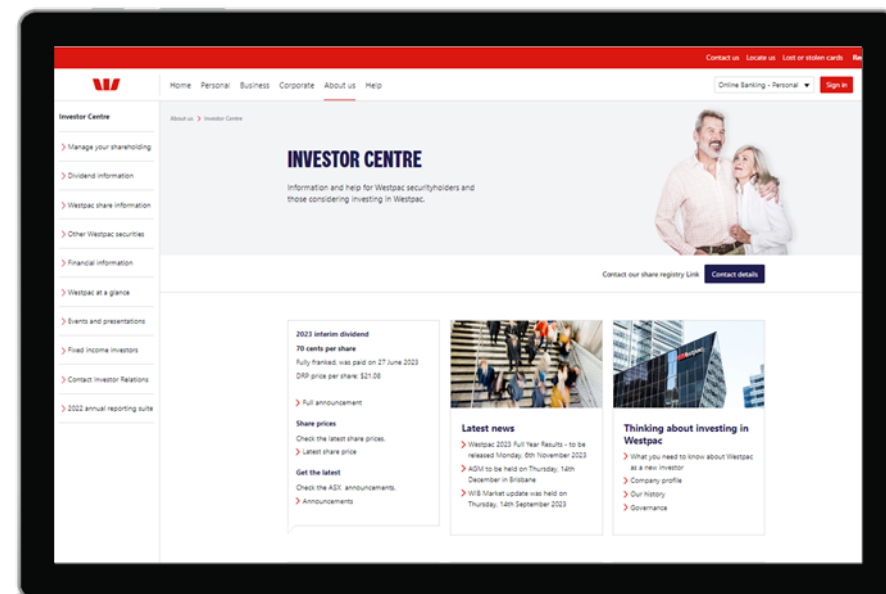 Contact us Locate us Lost or stolen cards
Home Personal Business Corporate About us Help
Online Banking - Personal
Sign in
Investor Centre
Manage your shareholding
Dividend information
Westpac share information
Other Westpac securities
Financial information
Westpac at a glance
Events and presentations
Fixed income investors
Contact Investor Relations
2022 annual reporting suite
About us Investor Centre
INVESTOR CENTRE
Information and help for Westpac securityholders and
those considering investing in Westpac.
Contact our share registry Link
Contact details
2023 interim dividend
70 cents per share
Fully franked, was paid on 27 June 2023
DRP price per share: $21.08
Full announcement
Share prices
Check the latest share prices.
Latest share price
Get the latest
Check the ASX announcements.
Announcements
Latest news
Westpac 2023 Full Year Results - to be
released Monday, 6th November 2023
AGM to be held on Thursday, 14th
December in Brisbane
WIB Market update was held on
Thursday, 14th September 2023
Westpac
Thinking about investing in
Westpac
What you need to know about Westpac
as a new investor
Company profile
Our history
Governance